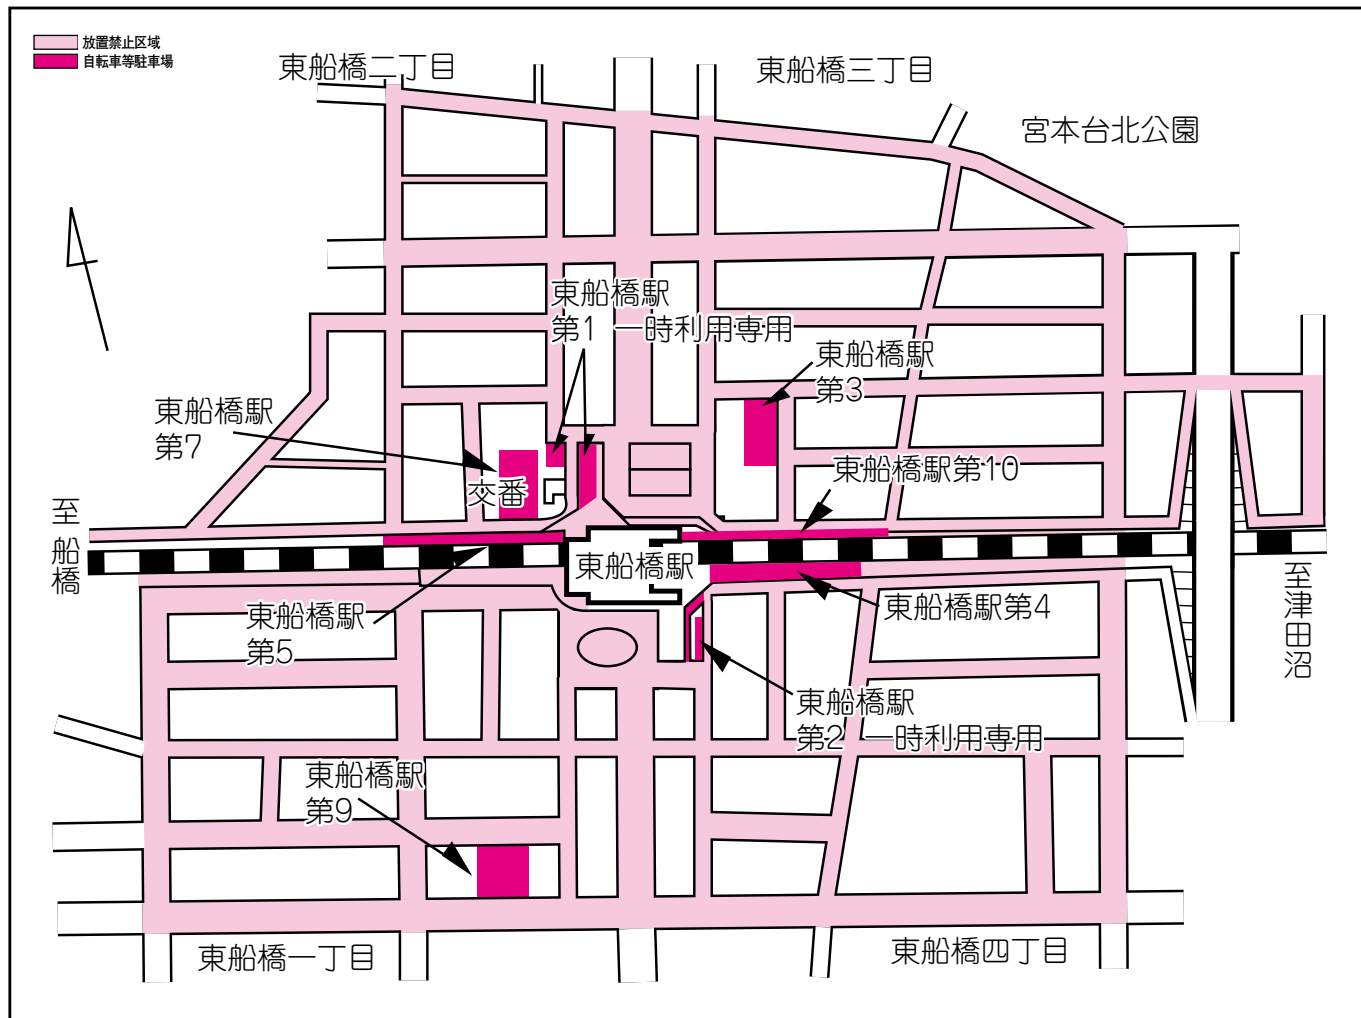 放置禁止区域
自転車等駐車場
東船橋二丁目
東船橋三丁目
宮本台北公園
東船橋駅
第1 一時利用専用
東船橋駅
第3
東船橋駅
第7
東船橋駅第10
交番
至船橋
東船橋駅
至津田沼
東船橋駅
第5
東船橋駅第4
東船橋駅
第2 一時利用専用
東船橋駅
第9
東船橋一丁目
東船橋四丁目